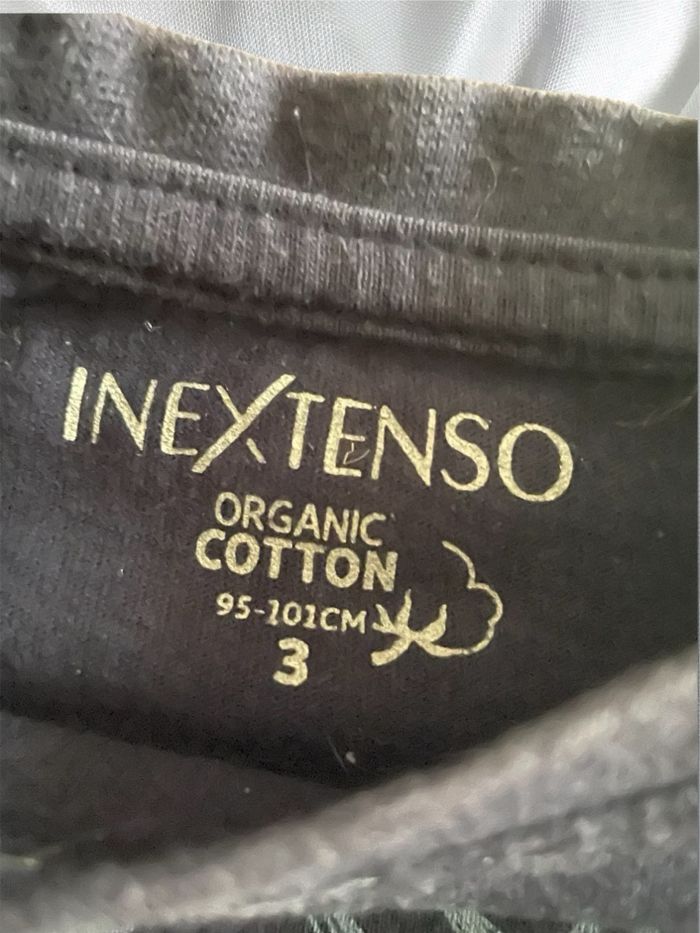 INEXTENSO
ORGANIC
COTTON
95-101CM
3